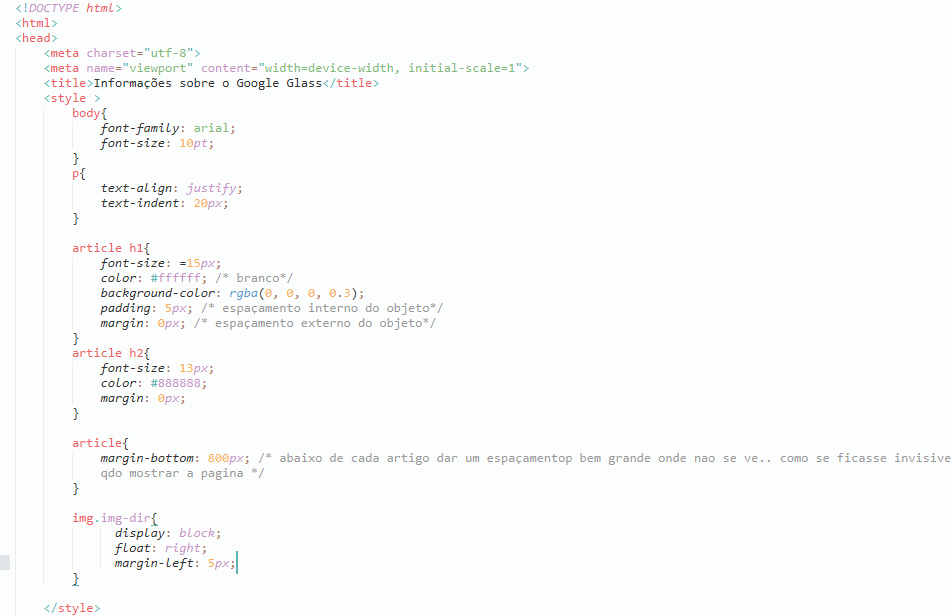 <!DOCTYPE html>
<html>
<head>
<meta charset="utf-8">
<meta name="viewport" content="width=device-width, initial-scale=1">
<title>Informações sobre o Google Glass</title>
<style >
body{
font-family: arial;
font-size: 10pt;
}
p{
text-align: justify;
text-indent: 20px;
}
article h1{
font-size: =15px;
color: #ffffff; /* branco*/
background-color: rgba(0, 0, 0, 0.3);
padding: 5px; /* espaçamento interno do objeto*/
margin: 0px; /* espaçamento externo do objeto*/
}
article h2{
font-size: 13px;
color: #888888;
margin: 0px;
}
article{
margin-bottom: 800px; /* abaixo de cada artigo dar um espaçamentop bem grande onde nao se ve.. como se ficasse invisive
qdo mostrar a pagina */
}
img.img-dir{
display: block;
float: right;
margin-left: 5px;
}
</style>